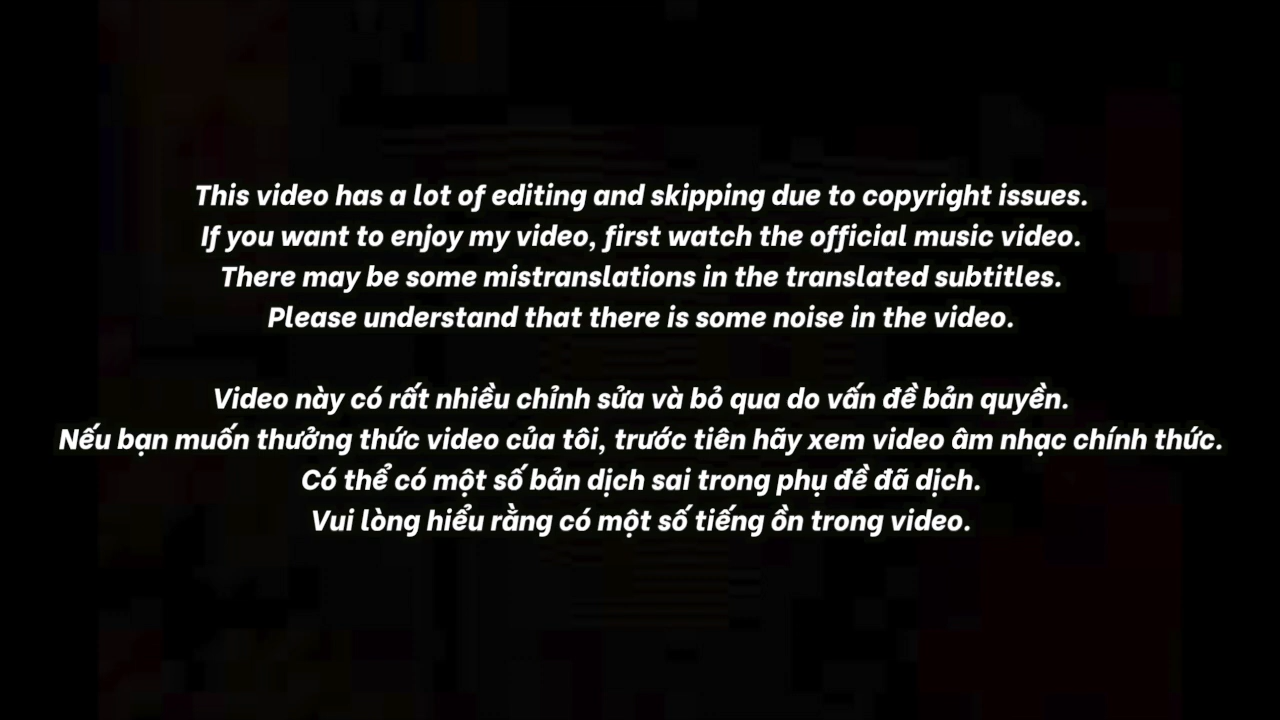 This video has a lot of editing and skipping due to copyright issues.
If you want to enjoy my video, first watch the official music video.
There may be some mistranslations in the translated subtitles.
Please understand that there is some noise in the video.
Video này có rất nhiều chỉnh sửa và bỏ qua do vấn đề bản quyền.
Nếu bạn muốn thưởng thức video của tôi, trước tiên hãy xem video âm nhạc chính thức.
Có thể có một số bản dịch sai trong phụ đề đã dịch.
Vui lòng hiểu rằng có một số tiếng ồn trong video.